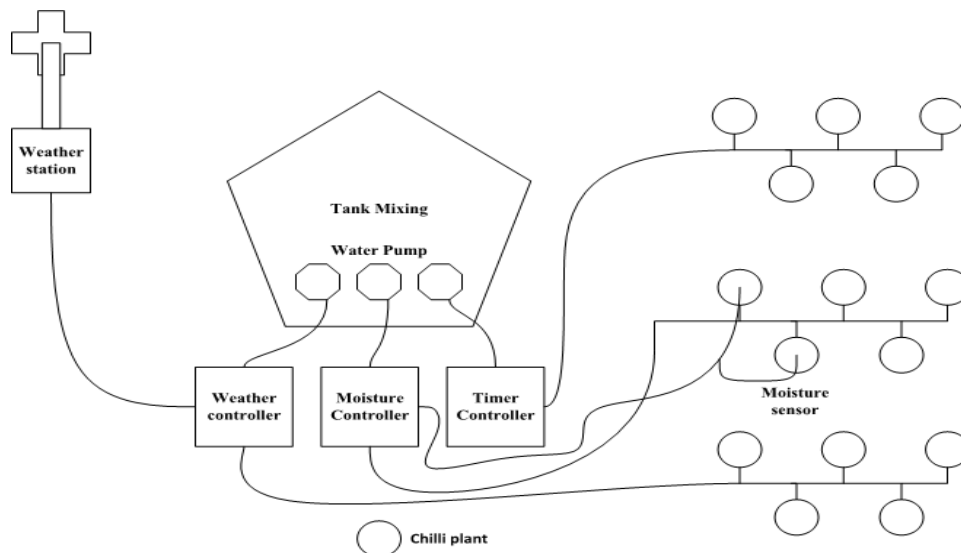 Weather
station
Tank Mixing
Water Pump
Weather
controller
Moisture
Controller
Timer
Controller
Moisture
sensor
Chilli plant